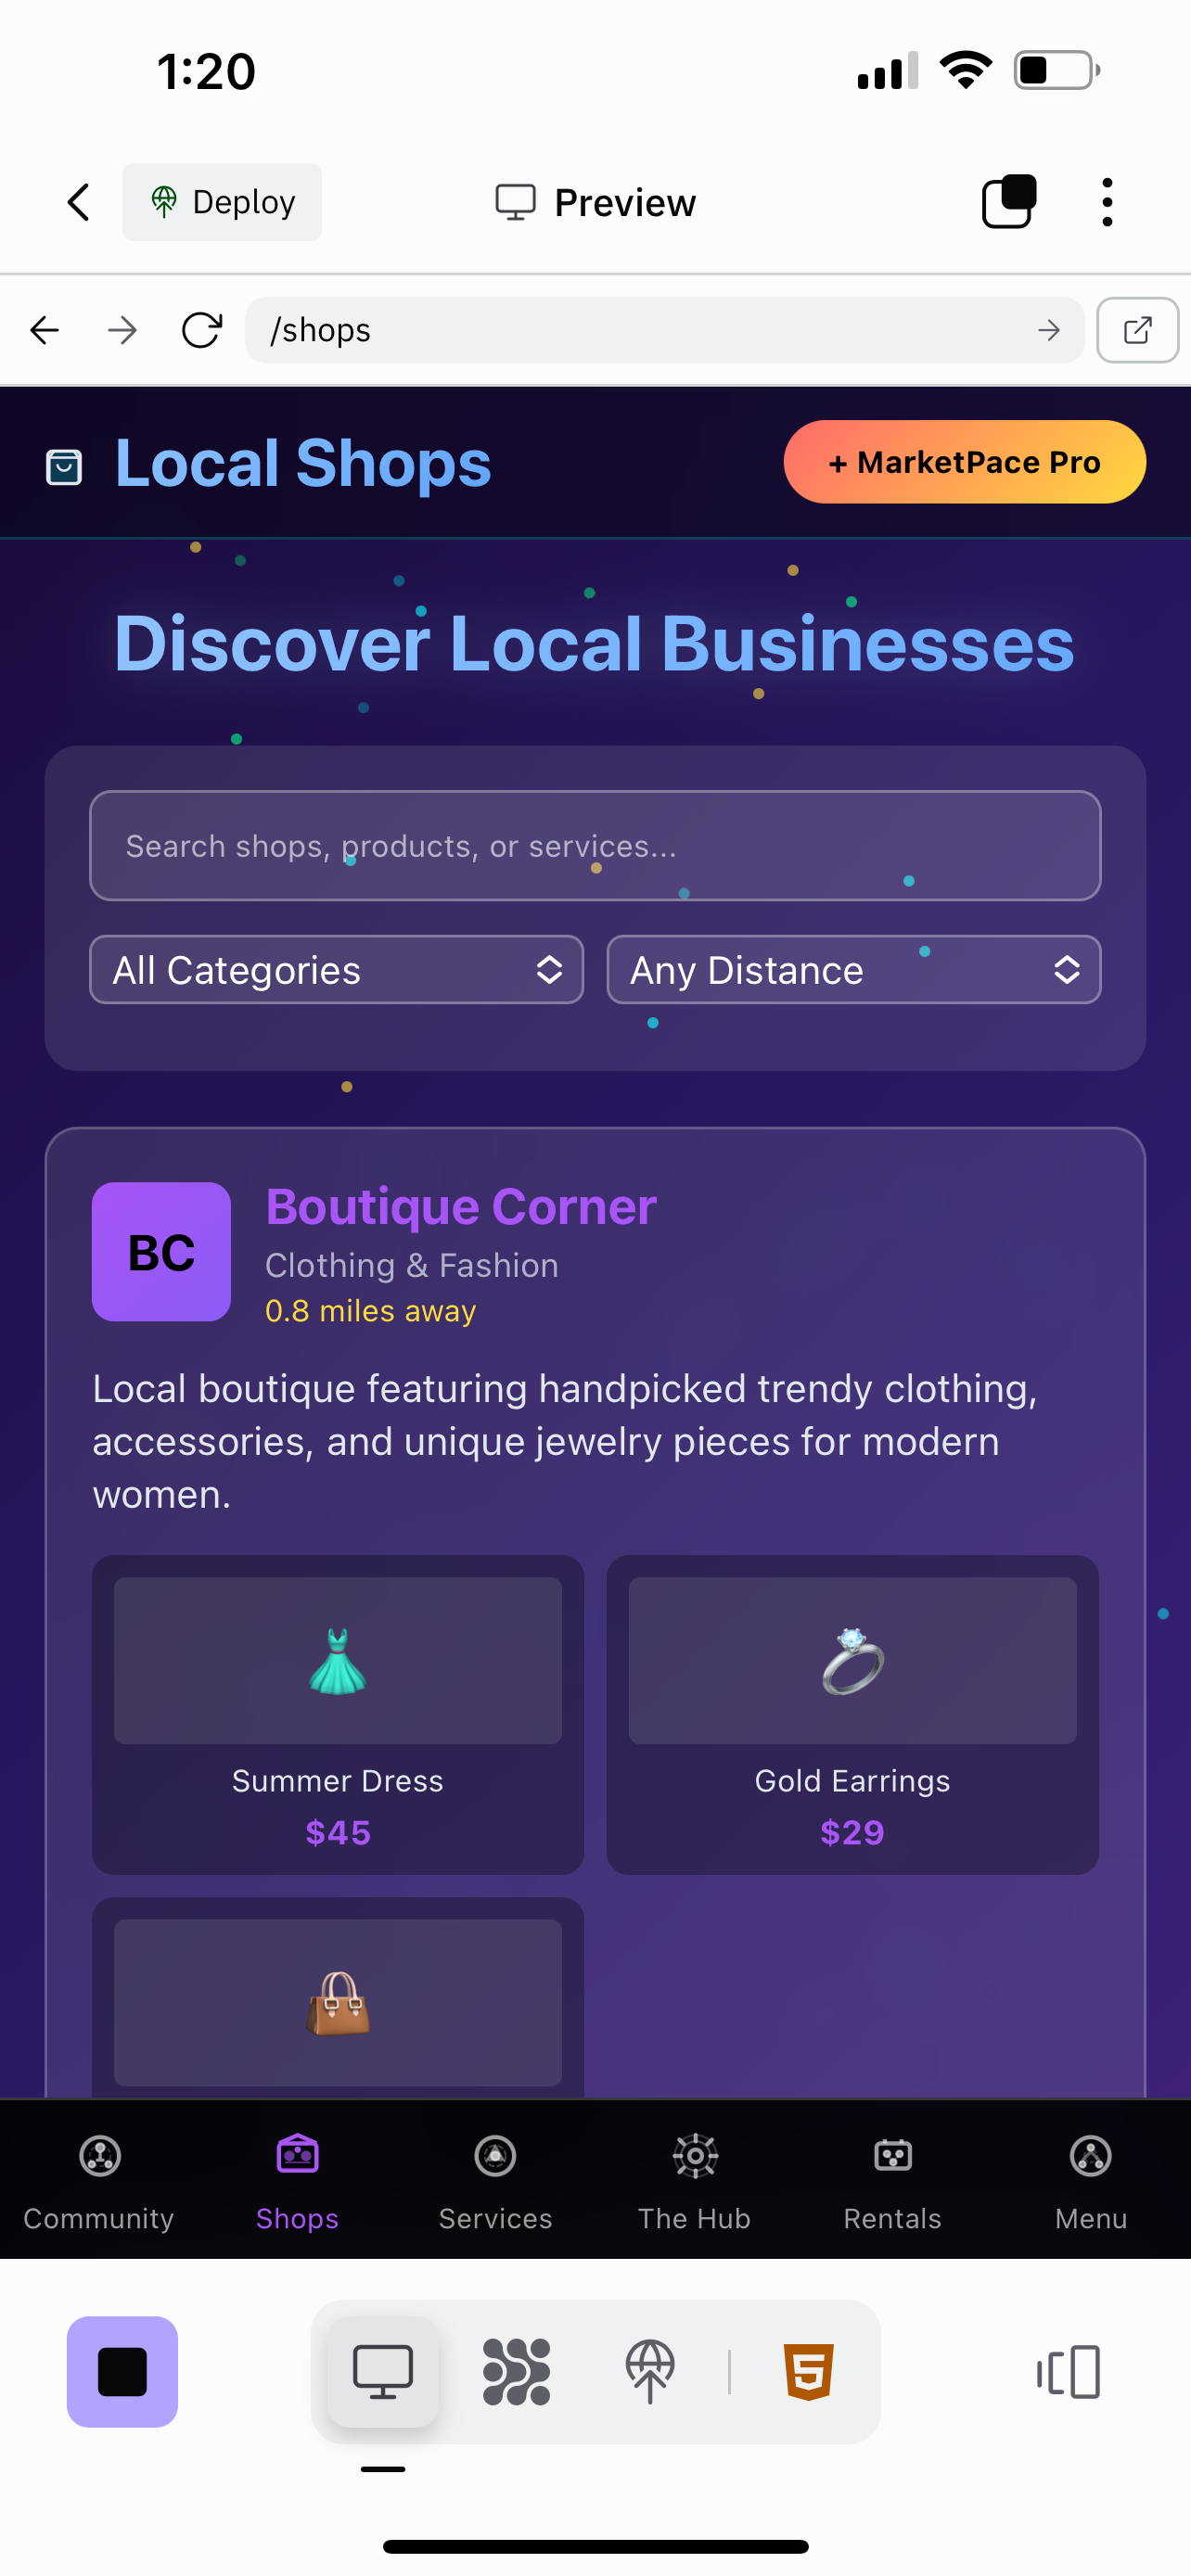 1:20
Deploy
Preview
/shops
Local Shops
+ MarketPace Pro
Discover Local Businesses
Search shops, products, or services...
All Categories
Any Distance
BC
Boutique Corner
Clothing & Fashion
0.8 miles away
Local boutique featuring handpicked trendy clothing,
accessories, and unique jewelry pieces for modern
women.
Summer Dress
$45
Gold Earrings
$29
Community
Shops
Services
The Hub
Rentals
Menu
5